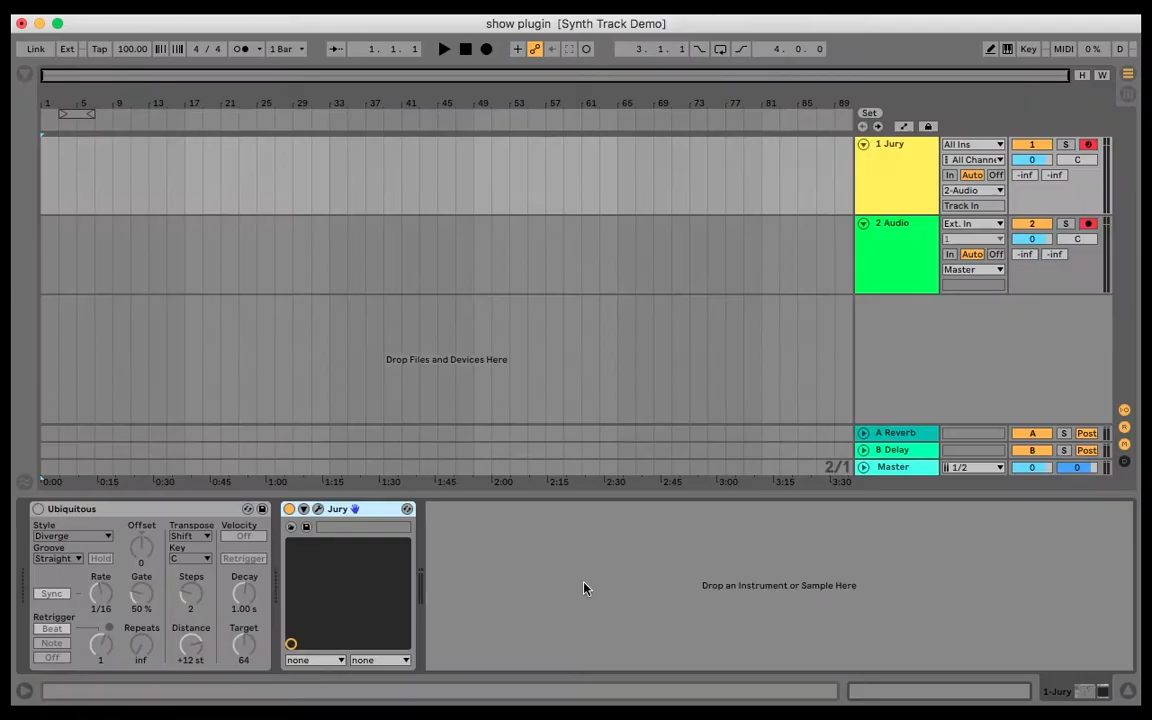 show plugin [Synth Track Demo]
Link Ext Tap 100.00 4 / 4 1 Bar 1. 1. 1 3. 1. 1 4. 0. 0 Key MIDI 0 % D
H W
1 5 9 13 17 21 25 29 33 37 41 45 49 53 57 61 65 69 73 77 81 85 89
Set
1 Jury All Ins 1 S
All Channe 0 C
In Auto Off -inf -inf
2-Audio
Track In
2 Audio Ext. In 2 S
1 0 C
In Auto Off -inf -inf
Master
Drop Files and Devices Here
A Reverb A S Post
B Delay B S Post
2/1 Master 1/2 0 0
0:00 0:15 0:30 0:45 1:00 1:15 1:30 1:45 2:00 2:15 2:30 2:45 3:00 3:15 3:30
Ubiquitous
Style Offset Transpose Velocity
Diverge Shift Off
Groove Key
Straight Hold 0 C Retrigger
Rate Gate Steps Decay
Sync
1/16 50 % 2 1.00 s
Retrigger
Beat Repeats Distance Target
Note
Off 1 inf +12 st 64
Jury
none none
Drop an Instrument or Sample Here
1-Jury